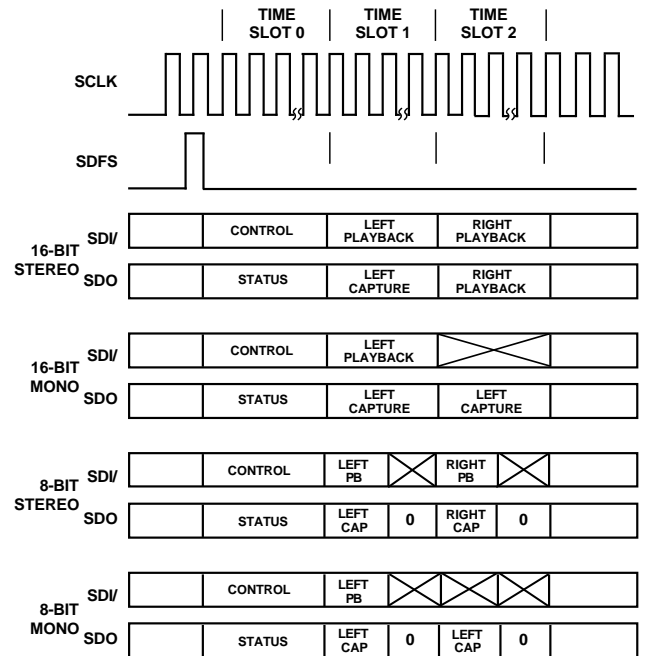 TIME SLOT 0
TIME SLOT 1
TIME SLOT 2
SCLK
SDFS
16-BIT STEREO
SDI/
CONTROL
LEFT PLAYBACK
RIGHT PLAYBACK
SDO
STATUS
LEFT CAPTURE
RIGHT PLAYBACK
16-BIT MONO
SDI/
CONTROL
LEFT PLAYBACK
SDO
STATUS
LEFT CAPTURE
LEFT CAPTURE
8-BIT STEREO
SDI/
CONTROL
LEFT PB
RIGHT PB
SDO
STATUS
LEFT CAP
0
RIGHT CAP
0
8-BIT MONO
SDI/
CONTROL
LEFT PB
SDO
STATUS
LEFT CAP
0
LEFT CAP
0